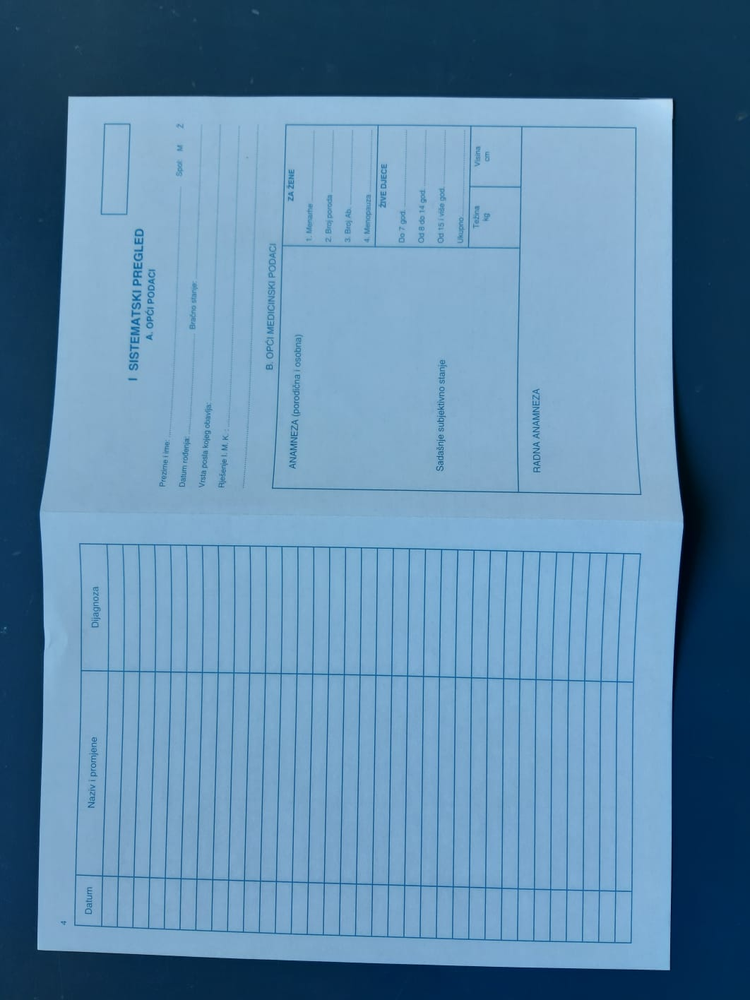 4
Datum Naziv i promjene Dijagnoza
I SISTEMATSKI PREGLED
A. OPĆI PODACI
Prezime i ime: Spol: M Ž
Datum rođenja: Bračno stanje:
Vrsta posla kojeg obavlja:
Rješenje I. M. K. :
B. OPĆI MEDICINSKI PODACI
ANAMNEZA (porodična i osobna)
Sadašnje subjektivno stanje
ZA ŽENE
1. Menarhe
2. Broj poroda
3. Broj Ab.
4. Menopauza
ŽIVE DJECE
Do 7 god.
Od 8 do 14 god.
Od 15 i više god.
Ukupno
Težina Visina
kg cm
RADNA ANAMNEZA